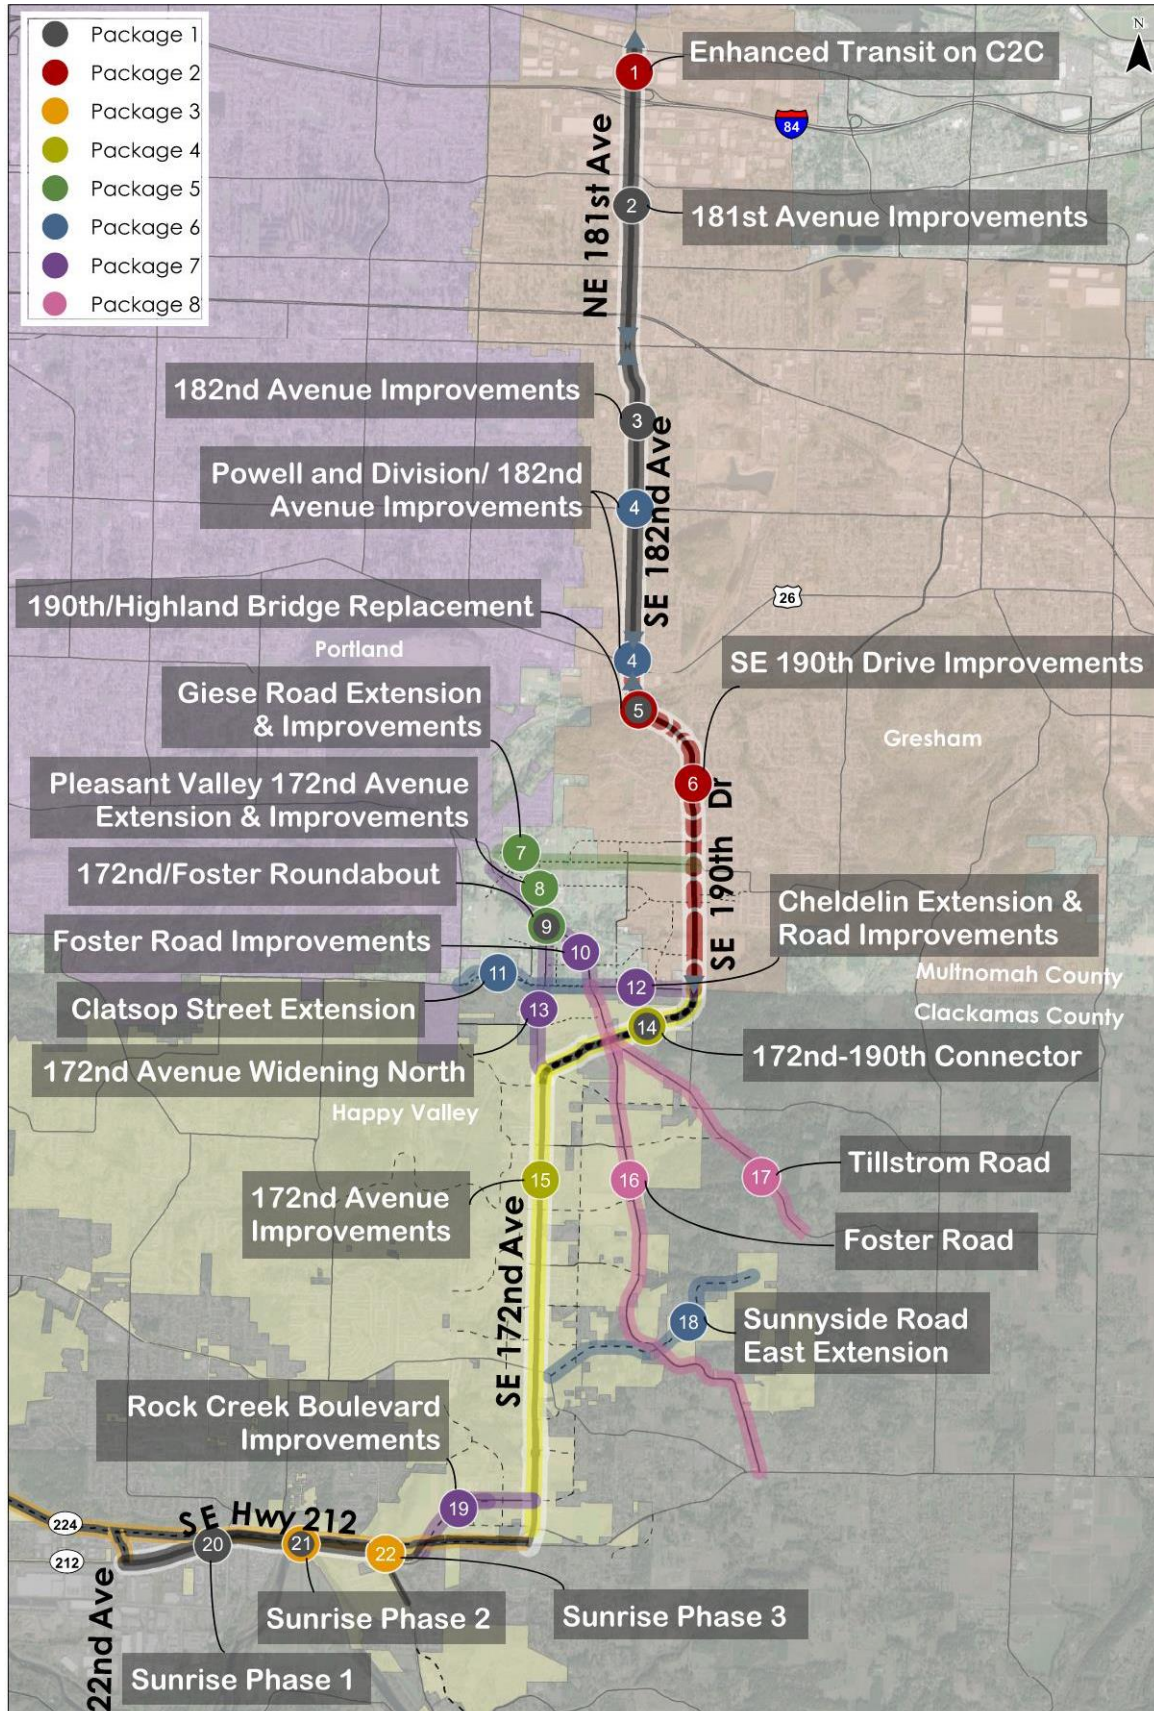 Package 1
Package 2
Package 3
Package 4
Package 5
Package 6
Package 7
Package 8
N
1
Enhanced Transit on C2C
84
NE 181st Ave
2
181st Avenue Improvements
182nd Avenue Improvements
3
SE 182nd Ave
Powell and Division/ 182nd
Avenue Improvements
4
190th/Highland Bridge Replacement
26
Portland
4
SE 190th Drive Improvements
Giese Road Extension
& Improvements
5
Gresham
6
SE 190th Dr
Pleasant Valley 172nd Avenue
Extension & Improvements
7
172nd/Foster Roundabout
8
Cheldelin Extension &
Road Improvements
9
Foster Road Improvements
10
11
12
Multnomah County
Clatsop Street Extension
13
Clackamas County
14
172nd-190th Connector
172nd Avenue Widening North
Happy Valley
172nd Avenue
Improvements
15
16
17
Tillstrom Road
Foster Road
SE 172nd Ave
18
Sunnyside Road
East Extension
Rock Creek Boulevard
Improvements
19
224
SE Hwy 212
212
20
21
22
22nd Ave
Sunrise Phase 2
Sunrise Phase 3
Sunrise Phase 1